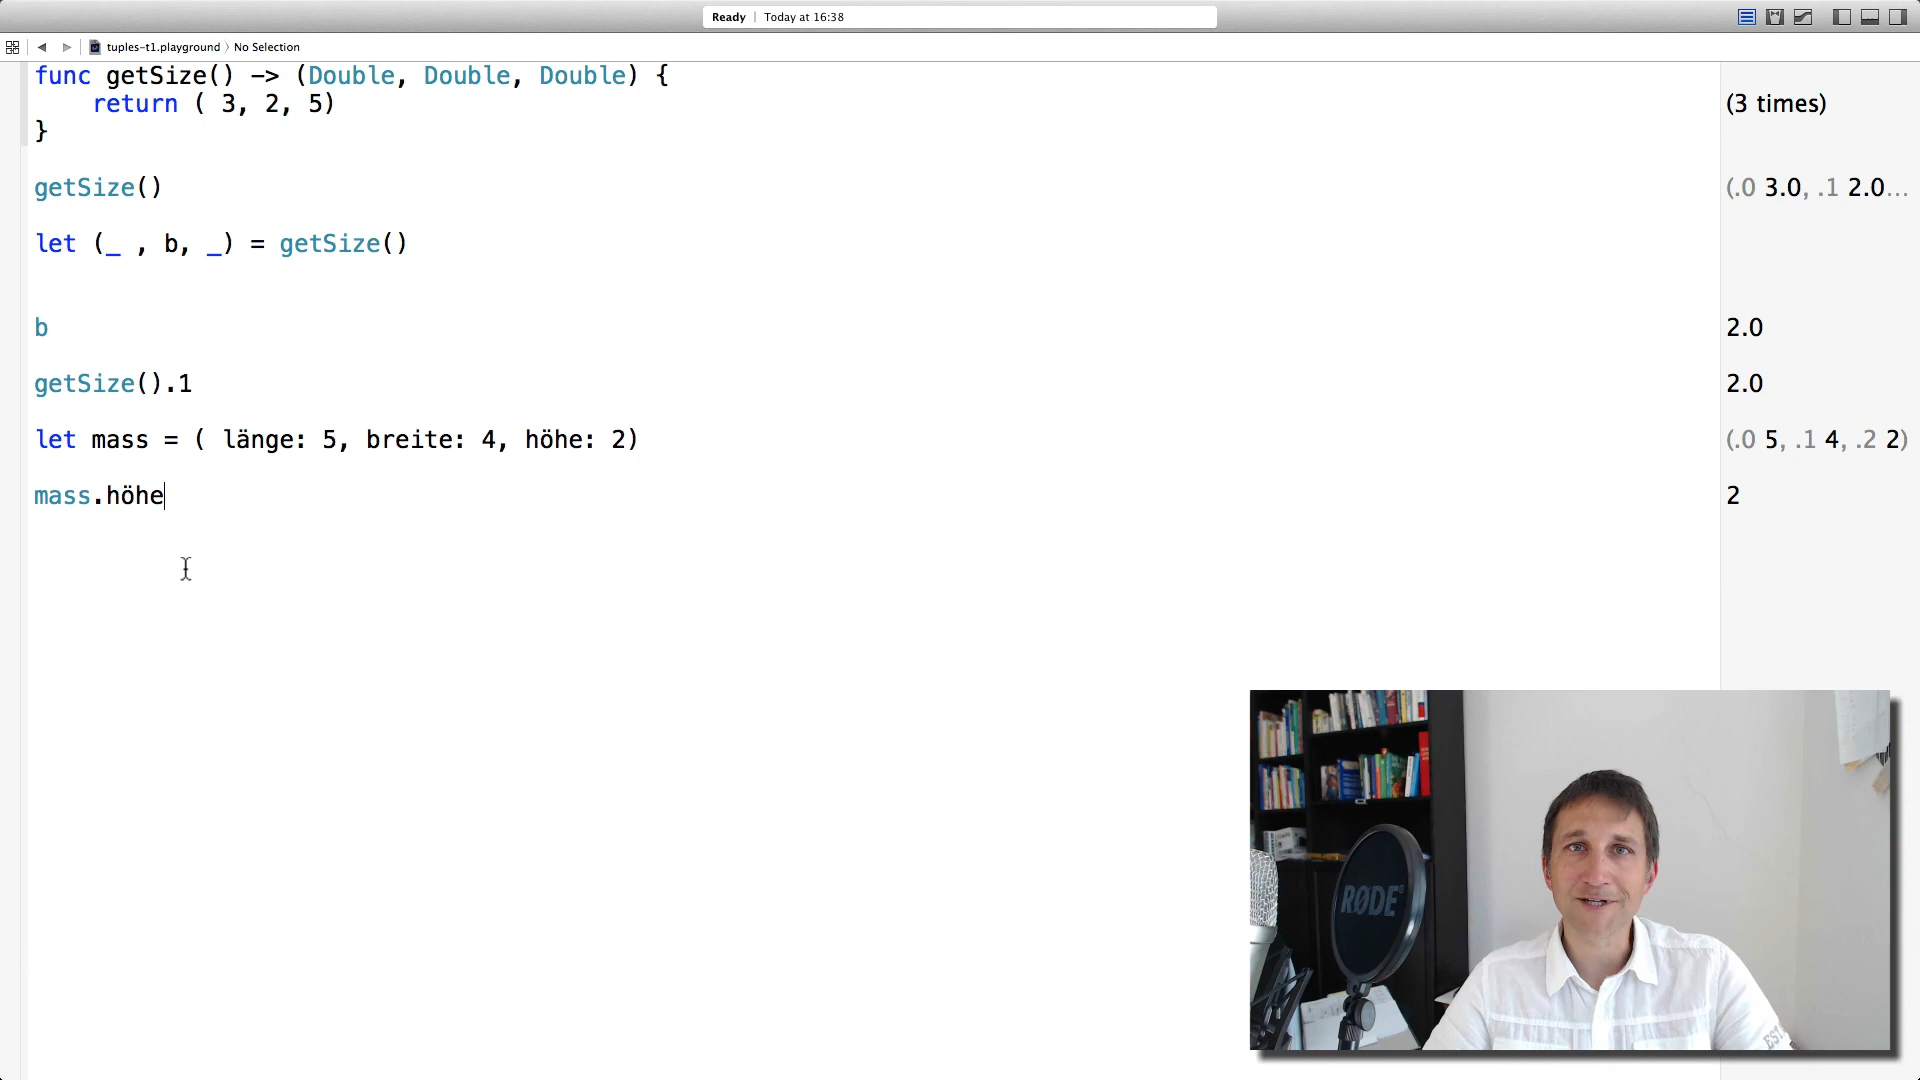 Ready | Today at 16:38
tuples-t1.playground 〉 No Selection
func getSize() -> (Double, Double, Double) {
return ( 3, 2, 5)
(3 times)
}
getSize()
(.0 3.0, .1 2.0...
let (_ , b, _) = getSize()
b
2.0
getSize().1
2.0
let mass = ( länge: 5, breite: 4, höhe: 2)
(.0 5, .1 4, .2 2)
mass.höhe
2
RØDE
EST